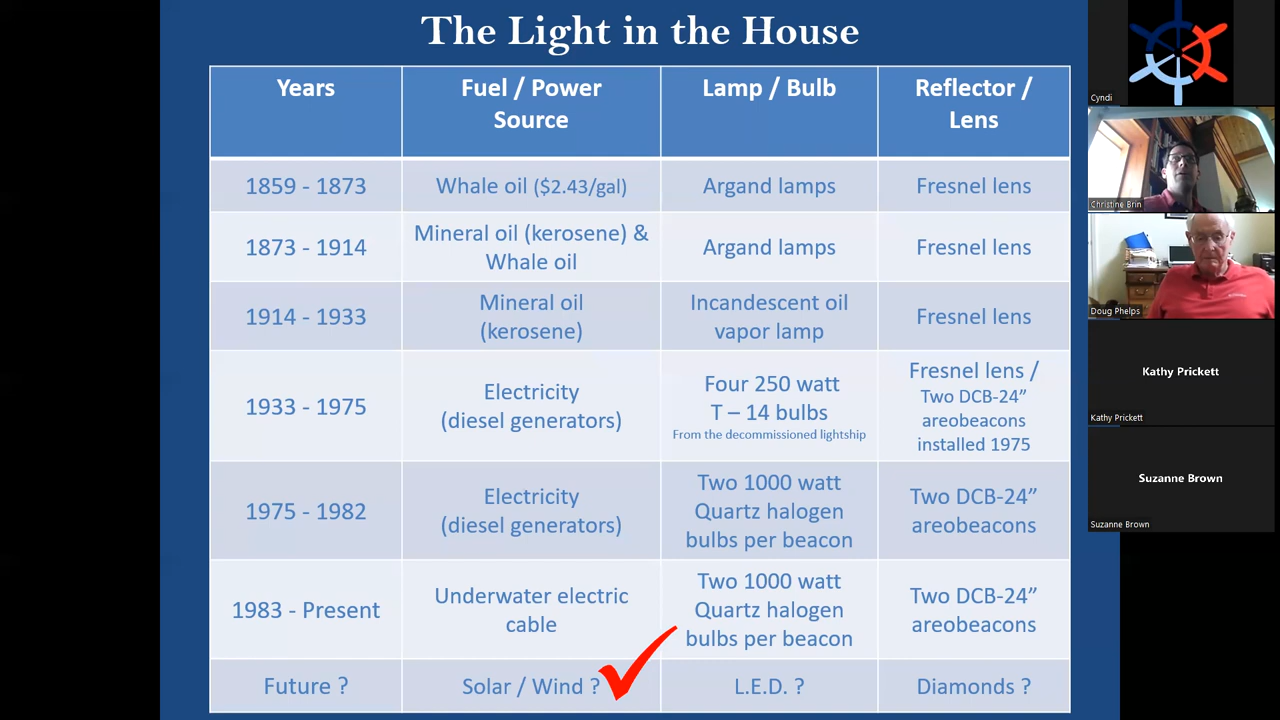 The Light in the House
Years
Fuel / Power
Source
Lamp / Bulb
Reflector /
Lens
1859 - 1873
Whale oil ($2.43/gal)
Argand lamps
Fresnel lens
1873 - 1914
Mineral oil (kerosene) &
Whale oil
Argand lamps
Fresnel lens
1914 - 1933
Mineral oil
(kerosene)
Incandescent oil
vapor lamp
Fresnel lens
1933 - 1975
Electricity
(diesel generators)
Four 250 watt
T – 14 bulbs
From the decommissioned lightship
Fresnel lens /
Two DCB-24”
areobeacons
installed 1975
1975 - 1982
Electricity
(diesel generators)
Two 1000 watt
Quartz halogen
bulbs per beacon
Two DCB-24”
areobeacons
1983 - Present
Underwater electric
cable
Two 1000 watt
Quartz halogen
bulbs per beacon
Two DCB-24”
areobeacons
Future ?
Solar / Wind ?
L.E.D. ?
Diamonds ?
Cyndi
Christine Brin
Doug Phelps
Kathy Prickett
Kathy Prickett
Suzanne Brown
Suzanne Brown